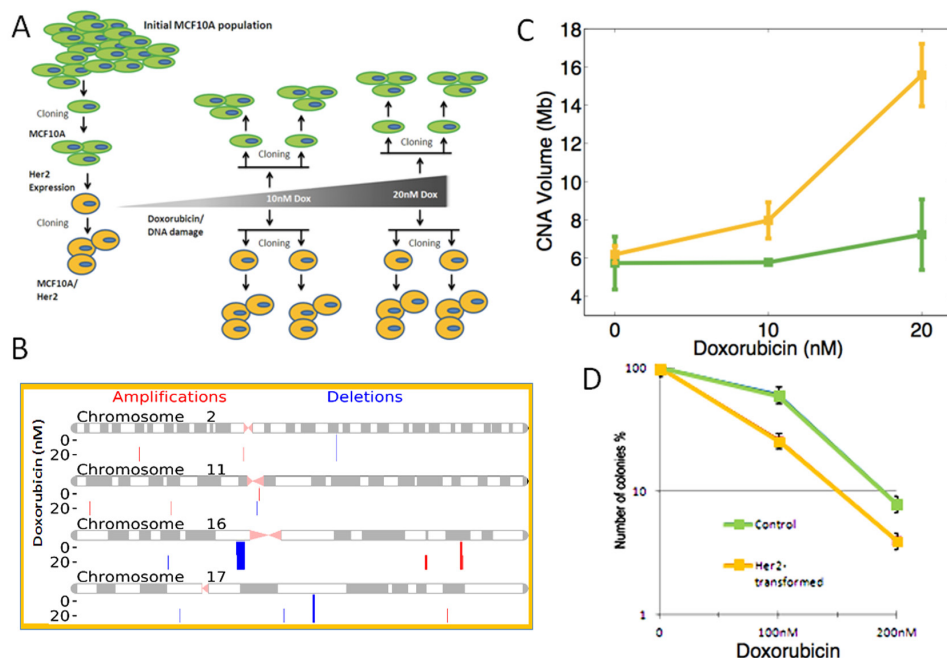 A
Initial MCF10A population
Cloning
MCF10A
Her2
Expression
Cloning
MCF10A/
Her2
Cloning
Cloning
10nM Dox
20nM Dox
Doxorubicin/
DNA damage
Cloning
Cloning
B
Amplifications
Deletions
Doxorubicin (nM)
Chromosome 2
0-
20-
Chromosome 11
0-
20-
Chromosome 16
0-
20-
Chromosome 17
0-
20-
C
CNA Volume (Mb)
18
16
14
12
10
8
6
4
0
10
20
Doxorubicin (nM)
D
Number of colonies %
100
10
1
Control
Her2-
transformed
0
100nM
200nM
Doxorubicin